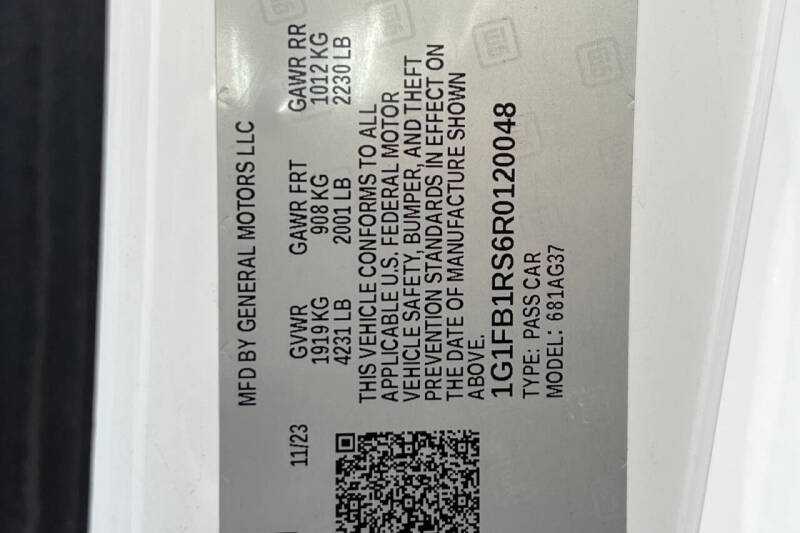 MFD BY GENERAL MOTORS LLC
11/23 GVWR GAWR FRT GAWR RR
1919 KG 908 KG 1012 KG
4231 LB 2001 LB 2230 LB
THIS VEHICLE CONFORMS TO ALL
APPLICABLE U.S. FEDERAL MOTOR
VEHICLE SAFETY, BUMPER, AND THEFT
PREVENTION STANDARDS IN EFFECT ON
THE DATE OF MANUFACTURE SHOWN
ABOVE.
1G1FB1RS6R0120048
TYPE: PASS CAR
MODEL: 681AG37